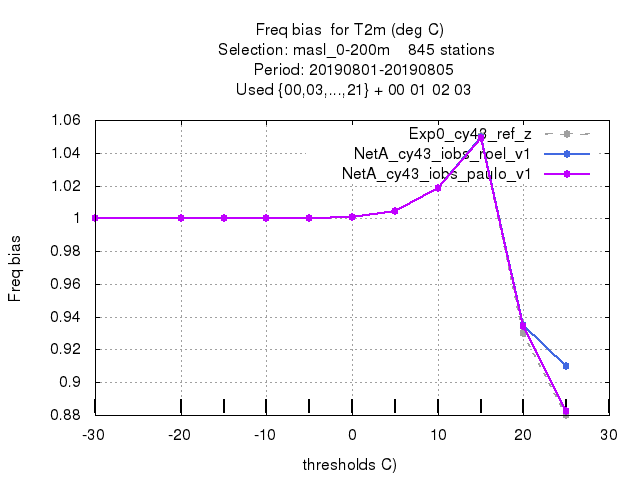 Freq bias  for T2m (deg C)
Selection: masl_0-200m    845 stations
Period: 20190801-20190805
Used {00,03,...,21} + 00 01 02 03
Exp0_cy43_ref_z
NetA_cy43_iobs_roel_v1
NetA_cy43_iobs_paulo_v1
1.06
1.04
1.02
1
0.98
0.96
0.94
0.92
0.9
0.88
Freq bias
-30 -20 -10 0 10 20 30
thresholds C)